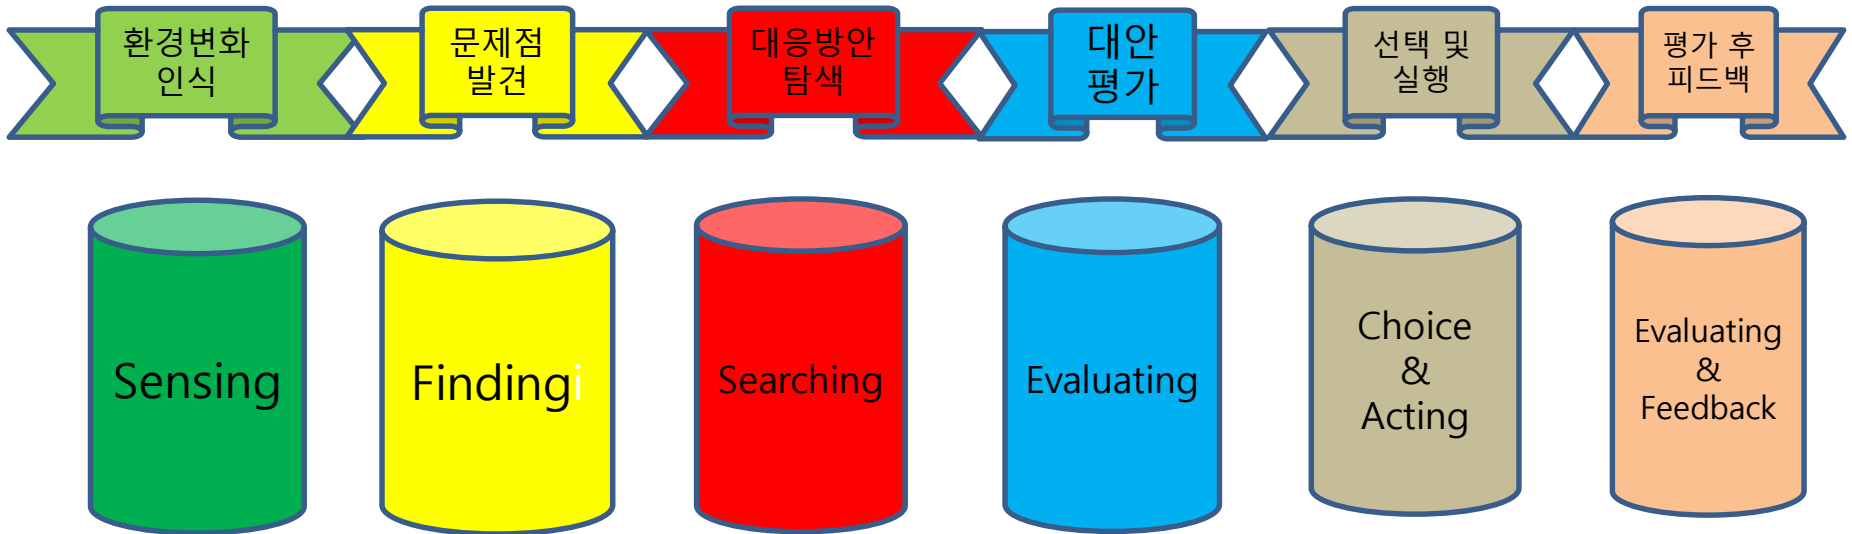 환경변화
인식
문제점
발견
대응방안
탐색
대안
평가
선택 및
실행
평가 후
피드백
Sensing
Findingi
Searching
Evaluating
Choice
&
Acting
Evaluating
&
Feedback